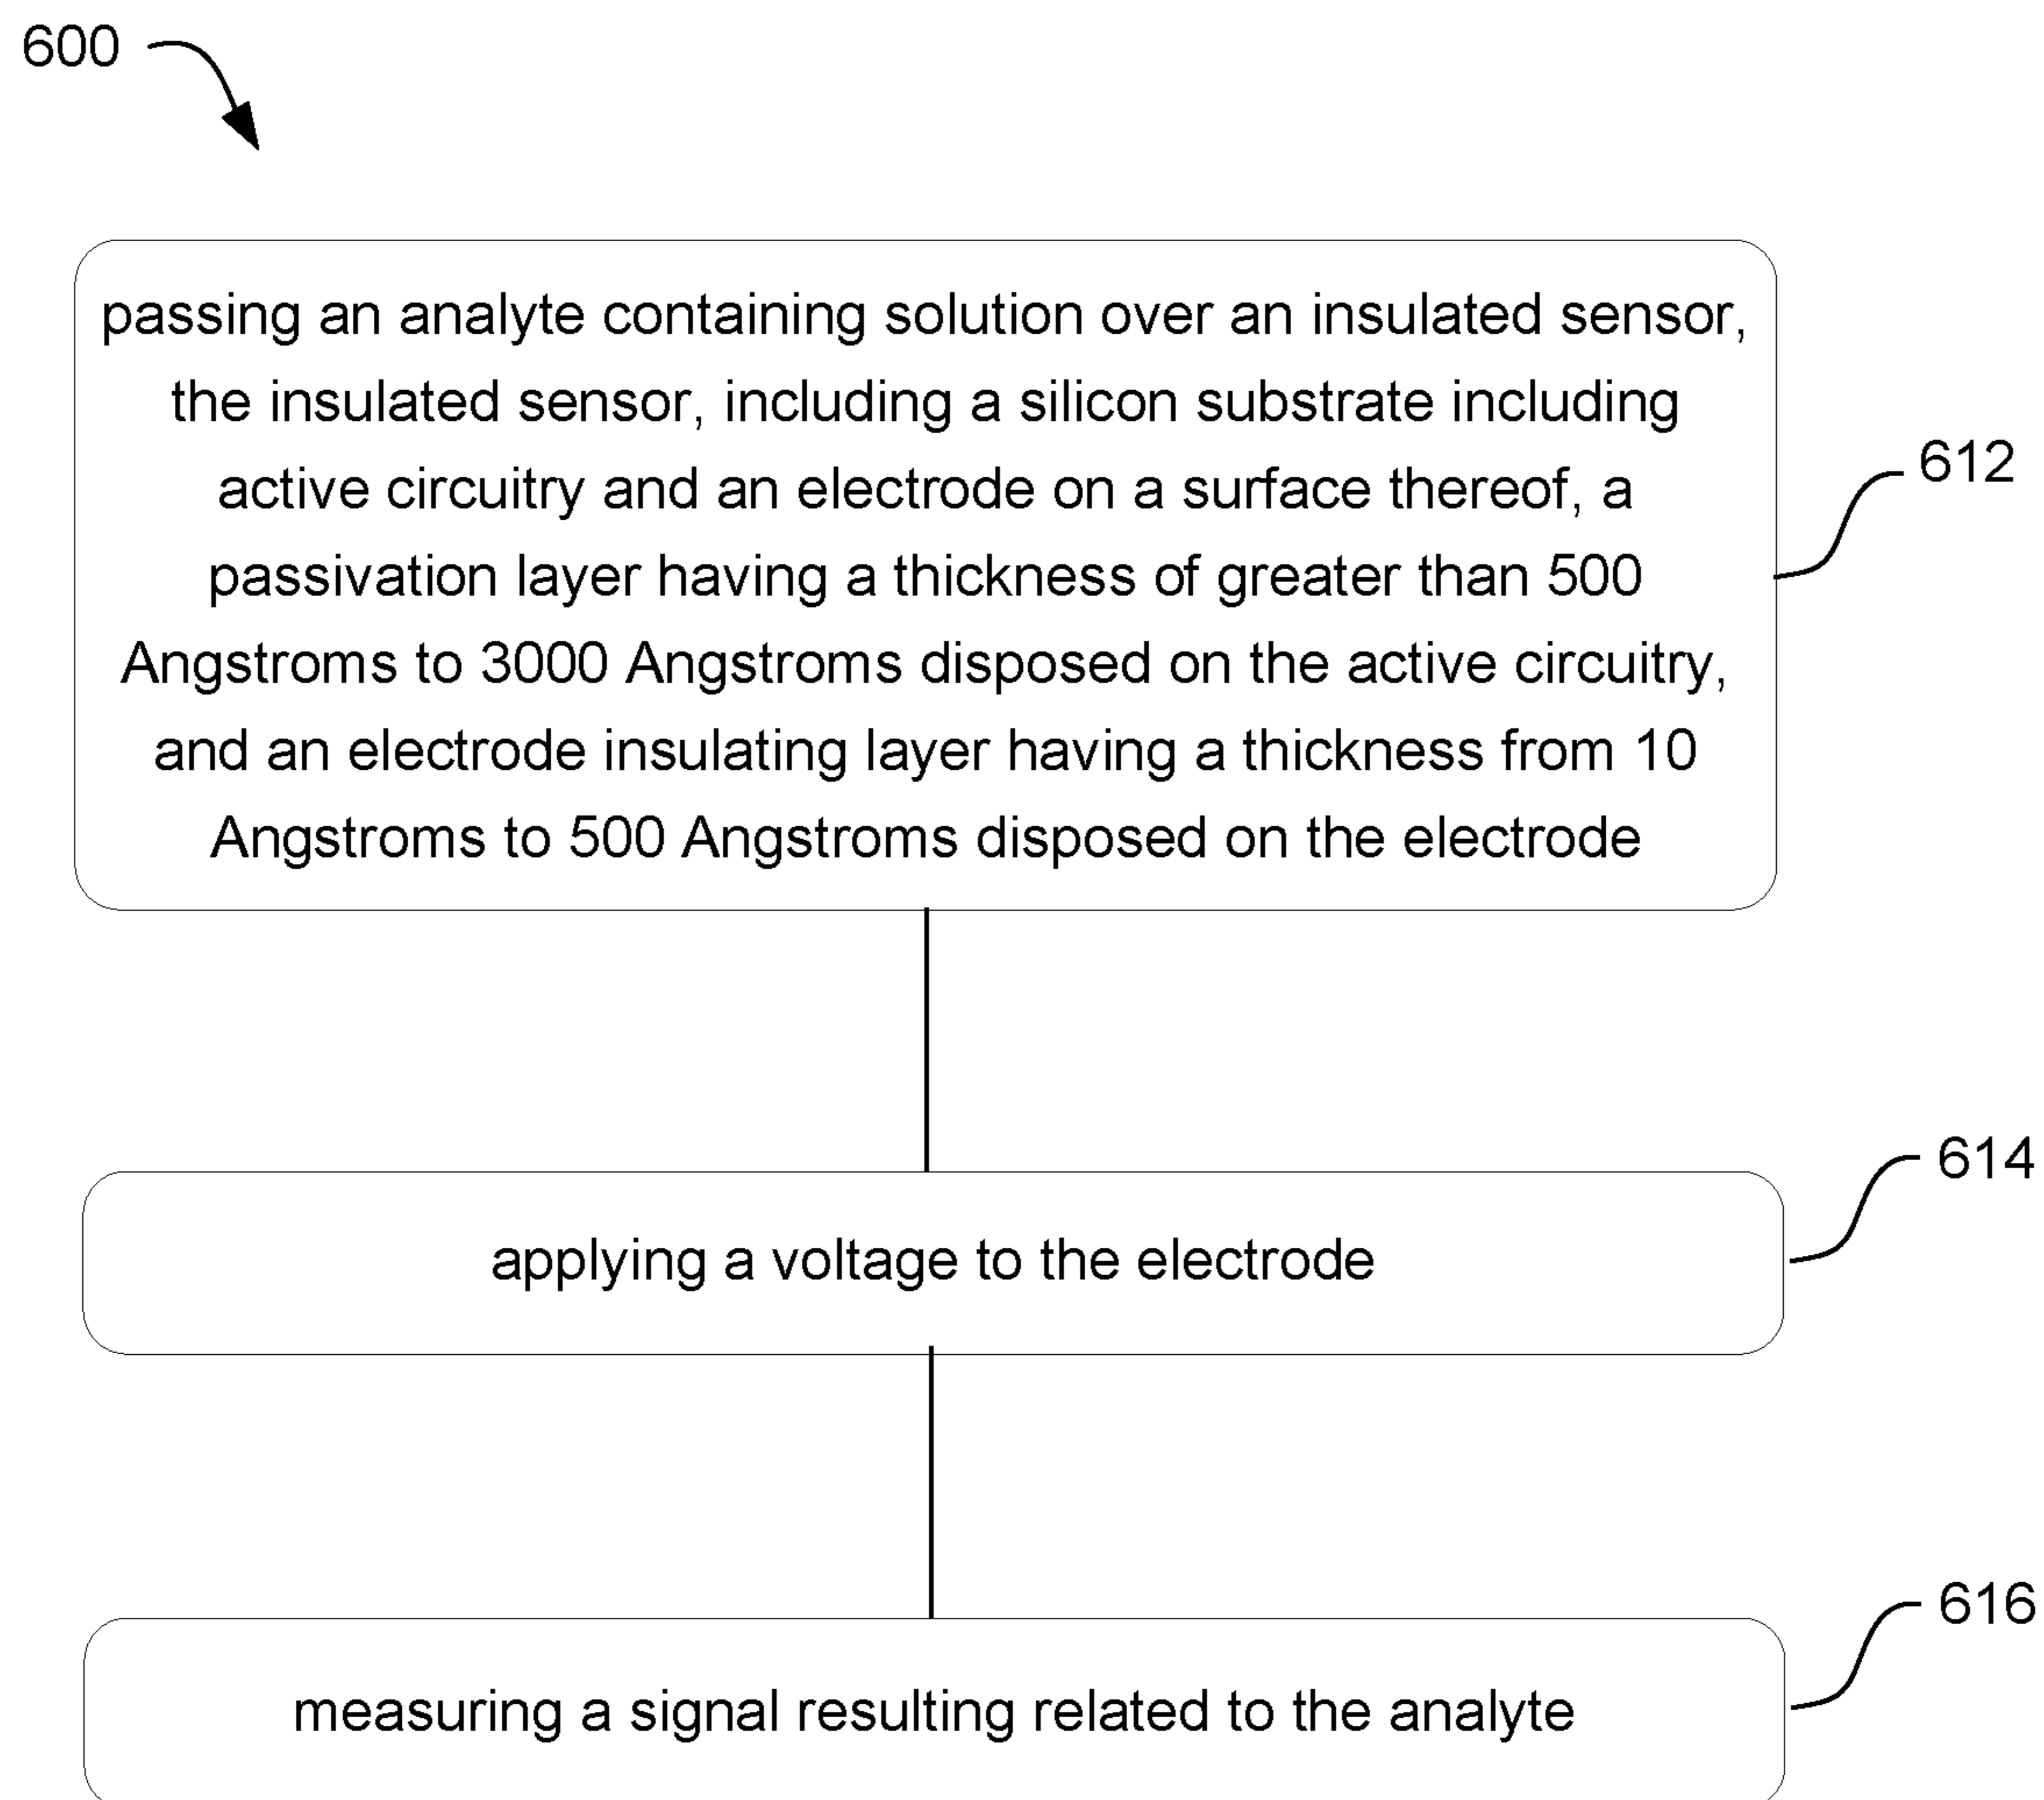 600
passing an analyte containing solution over an insulated sensor,
the insulated sensor, including a silicon substrate including
active circuitry and an electrode on a surface thereof, a
passivation layer having a thickness of greater than 500
Angstroms to 3000 Angstroms disposed on the active circuitry,
and an electrode insulating layer having a thickness from 10
Angstroms to 500 Angstroms disposed on the electrode
612
applying a voltage to the electrode
614
measuring a signal resulting related to the analyte
616